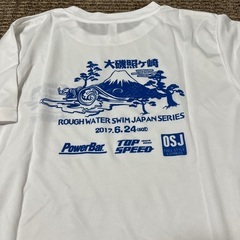 大磯照ヶ崎
ROUGH WATER SWIM JAPAN SERIES
2017.6.24
PowerBar
TOP SPEED
OSJ